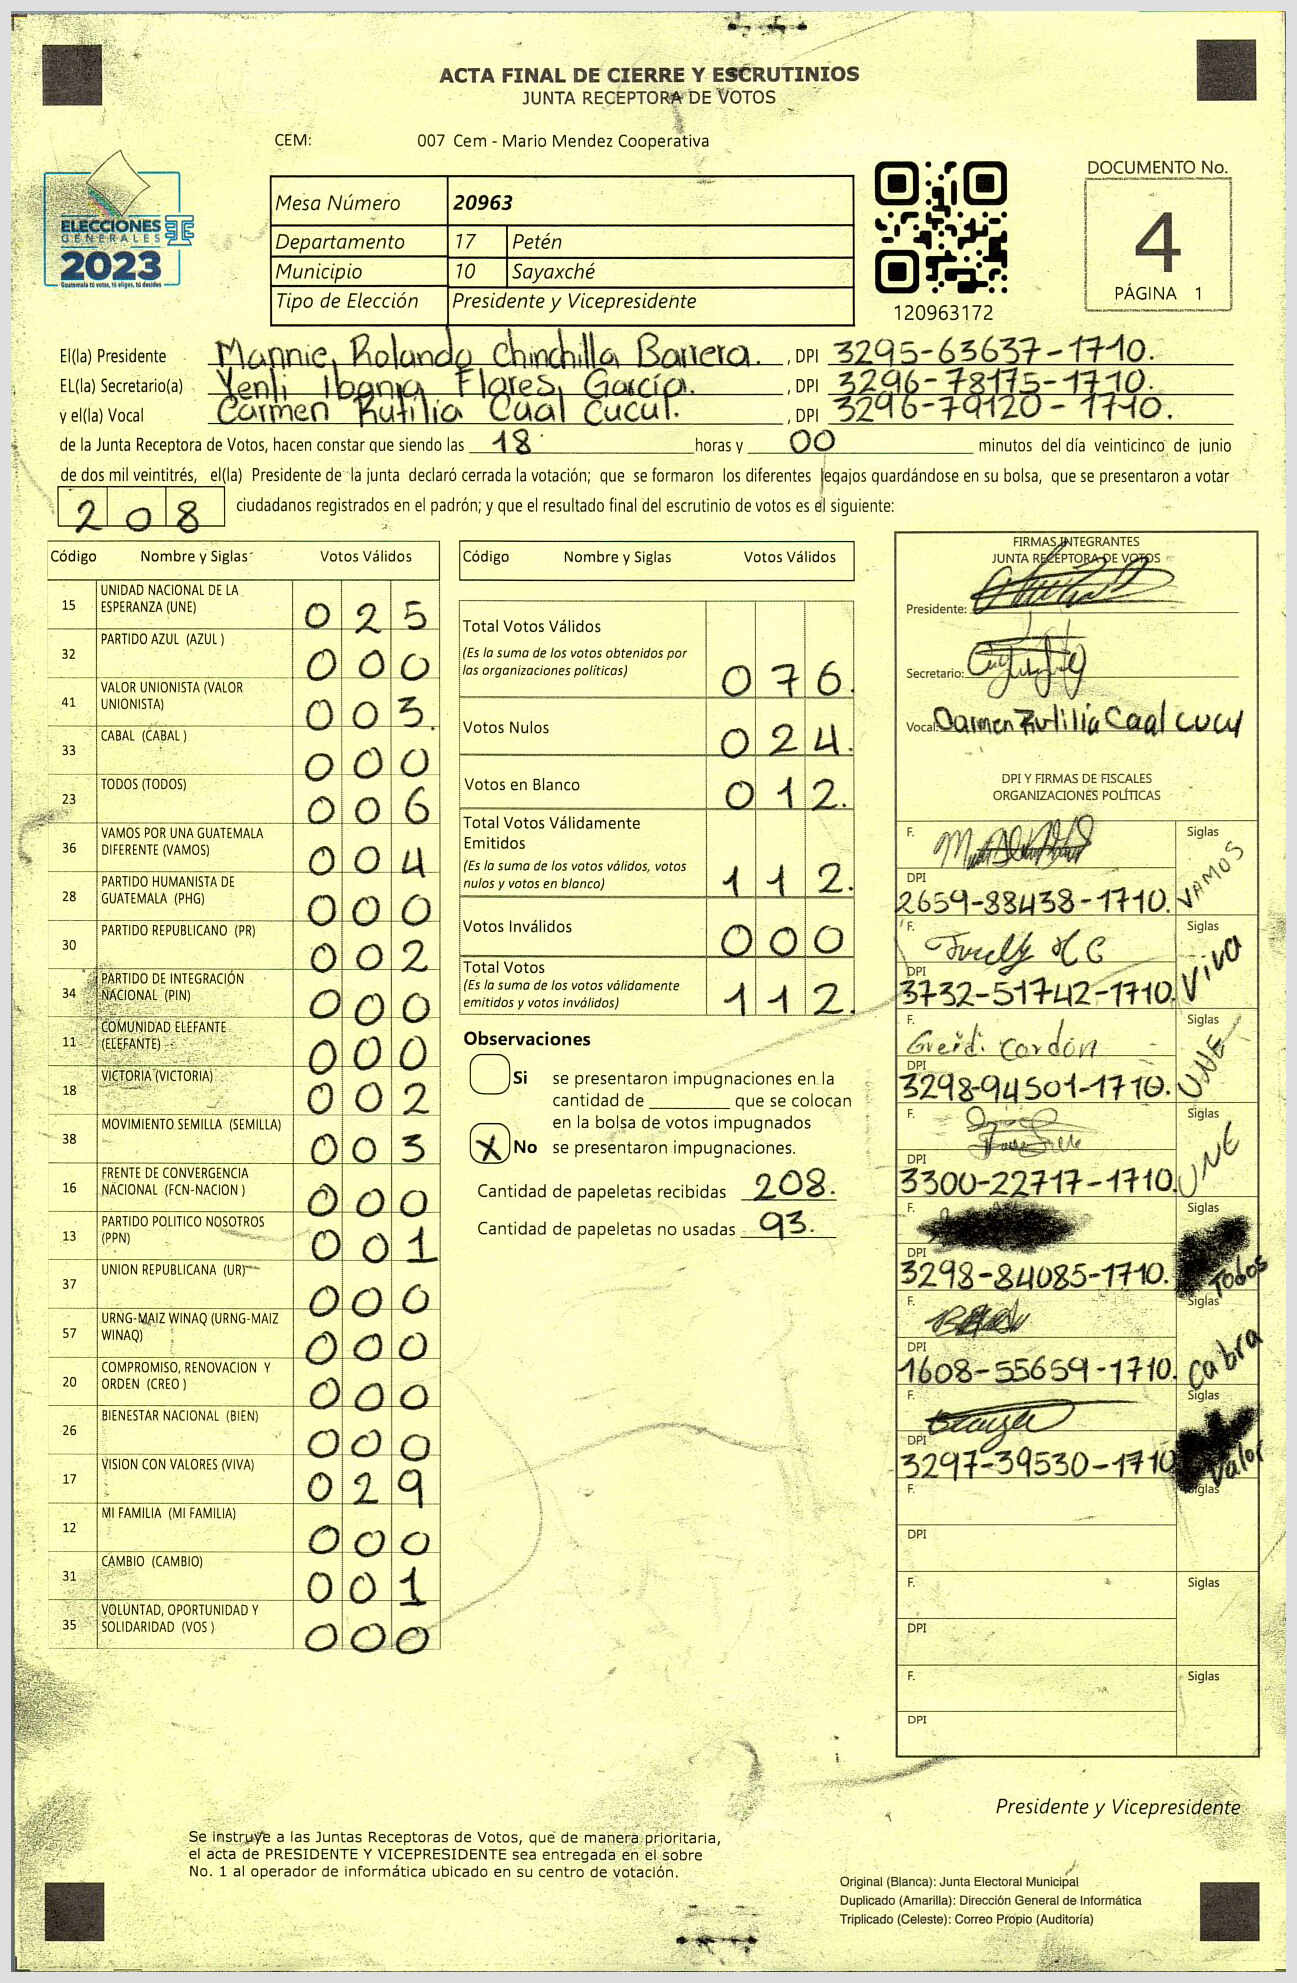 ACTA FINAL DE CIERRE Y ESCRUTINIOS
JUNTA RECEPTORA DE VOTOS
CEM: 007 Cem - Mario Mendez Cooperativa
ELECCIONES
GENERALES
2023
Guatemala tú votas, tú eliges, tú decides
Mesa Número 20963
Departamento 17 Petén
Municipio 10 Sayaxché
Tipo de Elección Presidente y Vicepresidente
120963172
DOCUMENTO No.
4
PÁGINA 1
El(la) Presidente Mannie Rolando Chinchilla Barrera. , DPI 3295-63637-1710.
EL(la) Secretario(a) Yenli Ibania Flores García. , DPI 3296-78175-1710.
y el(la) Vocal Carmen Rutilia Caal Cucul. , DPI 3296-79120-1710.
de la Junta Receptora de Votos, hacen constar que siendo las 18 horas y 00 minutos del día veinticinco de junio
de dos mil veintitrés, el(la) Presidente de la junta declaró cerrada la votación; que se formaron los diferentes legajos guardándose en su bolsa, que se presentaron a votar
208 ciudadanos registrados en el padrón; y que el resultado final del escrutinio de votos es el siguiente:
Código Nombre y Siglas Votos Válidos
15 UNIDAD NACIONAL DE LA ESPERANZA (UNE) 025
32 PARTIDO AZUL (AZUL ) 000
41 VALOR UNIONISTA (VALOR UNIONISTA) 003.
33 CABAL (CABAL ) 000
23 TODOS (TODOS) 006
36 VAMOS POR UNA GUATEMALA DIFERENTE (VAMOS) 004
28 PARTIDO HUMANISTA DE GUATEMALA (PHG) 000
30 PARTIDO REPUBLICANO (PR) 002
34 PARTIDO DE INTEGRACIÓN NACIONAL (PIN) 000
11 COMUNIDAD ELEFANTE (ELEFANTE) 000
18 VICTORIA (VICTORIA) 002
38 MOVIMIENTO SEMILLA (SEMILLA) 003
16 FRENTE DE CONVERGENCIA NACIONAL (FCN-NACION ) 000
13 PARTIDO POLITICO NOSOTROS (PPN) 001
37 UNION REPUBLICANA (UR) 000
57 URNG-MAIZ WINAQ (URNG-MAIZ WINAQ) 000
20 COMPROMISO, RENOVACION Y ORDEN (CREO ) 000
26 BIENESTAR NACIONAL (BIEN) 000
17 VISION CON VALORES (VIVA) 029
12 MI FAMILIA (MI FAMILIA) 000
31 CAMBIO (CAMBIO) 001
35 VOLUNTAD, OPORTUNIDAD Y SOLIDARIDAD (VOS ) 000
Código Nombre y Siglas Votos Válidos
Total Votos Válidos
(Es la suma de los votos obtenidos por
las organizaciones políticas) 076.
Votos Nulos 024.
Votos en Blanco 012.
Total Votos Válidamente
Emitidos
(Es la suma de los votos válidos, votos
nulos y votos en blanco) 112.
Votos Inválidos 000
Total Votos
(Es la suma de los votos válidamente
emitidos y votos inválidos) 112.
Observaciones
Si se presentaron impugnaciones en la
cantidad de ________ que se colocan
en la bolsa de votos impugnados
X No se presentaron impugnaciones.
Cantidad de papeletas recibidas 208.
Cantidad de papeletas no usadas 93.
FIRMAS INTEGRANTES
JUNTA RECEPTORA DE VOTOS
Presidente:
Secretario:
Vocal: Carmen Rutilia Caal Cucul
DPI Y FIRMAS DE FISCALES
ORGANIZACIONES POLÍTICAS
F. Siglas
DPI VAMOS
2659-88438-1710.
F. Siglas
DPI Viva
3732-51742-1710.
F. Greidi Cordón Siglas
DPI UNE
3298-94501-1710.
F. Siglas
DPI UNE
3300-22717-1710.
F. Siglas
DPI Todos
3298-84085-1710.
F. Siglas
DPI Cabra
1608-55659-1710.
F. Siglas
DPI Valor
3297-39530-1710
F. Siglas
DPI
F. Siglas
DPI
F. Siglas
DPI
Presidente y Vicepresidente
Se instruye a las Juntas Receptoras de Votos, que de manera prioritaria,
el acta de PRESIDENTE Y VICEPRESIDENTE sea entregada en el sobre
No. 1 al operador de informática ubicado en su centro de votación.
Original (Blanca): Junta Electoral Municipal
Duplicado (Amarilla): Dirección General de Informática
Triplicado (Celeste): Correo Propio (Auditoría)